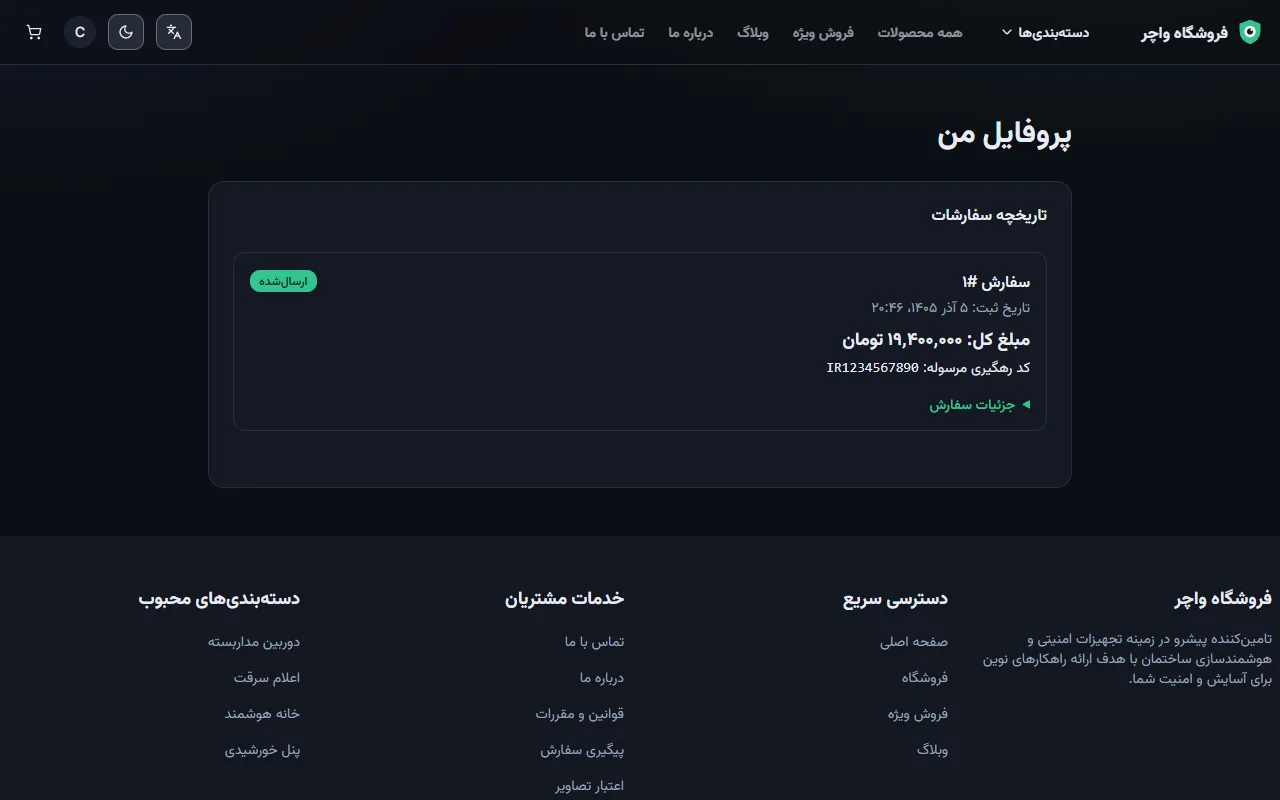 فروشگاه واچر
دسته‌بندی‌ها
همه محصولات
فروش ویژه
وبلاگ
درباره ما
تماس با ما
C
پروفایل من
تاریخچه سفارشات
سفارش #۱
ارسال‌شده
تاریخ ثبت: ۵ آذر ۱۴۰۵، ۲۰:۴۶
مبلغ کل: ۱۹,۴۰۰,۰۰۰ تومان
کد رهگیری مرسوله: IR1234567890
جزئیات سفارش
فروشگاه واچر
تامین‌کننده پیشرو در زمینه تجهیزات امنیتی و
هوشمندسازی ساختمان با هدف ارائه راهکارهای نوین
برای آسایش و امنیت شما.
دسترسی سریع
صفحه اصلی
فروشگاه
فروش ویژه
وبلاگ
خدمات مشتریان
تماس با ما
درباره ما
قوانین و مقررات
پیگیری سفارش
اعتبار تصاویر
دسته‌بندی‌های محبوب
دوربین مداربسته
اعلام سرقت
خانه هوشمند
پنل خورشیدی